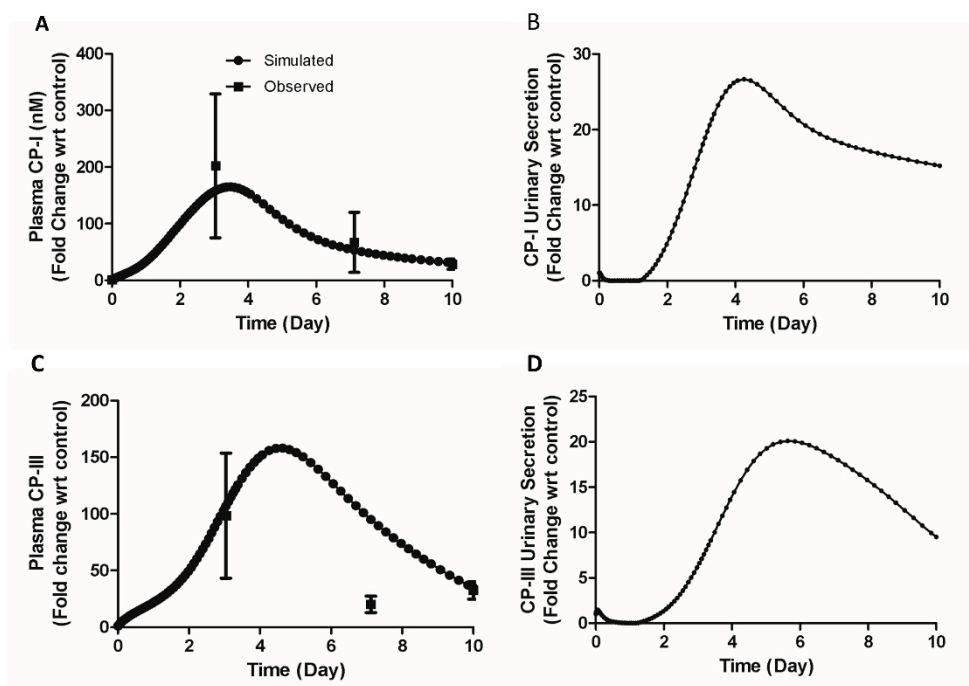 A
Plasma CP-I (nM)
(Fold Change wrt control)
400
300
200
100
0
0 2 4 6 8 10
Time (Day)
Simulated
Observed
B
CP-I Urinary Secretion
(Fold Change wrt control)
30
20
10
0
0 2 4 6 8 10
Time (Day)
C
Plasma CP-III
(Fold change wrt control)
200
150
100
50
0
0 2 4 6 8 10
Time (Day)
D
CP-III Urinary Secretion
(Fold Change wrt control)
25
20
15
10
5
0
0 2 4 6 8 10
Time (Day)